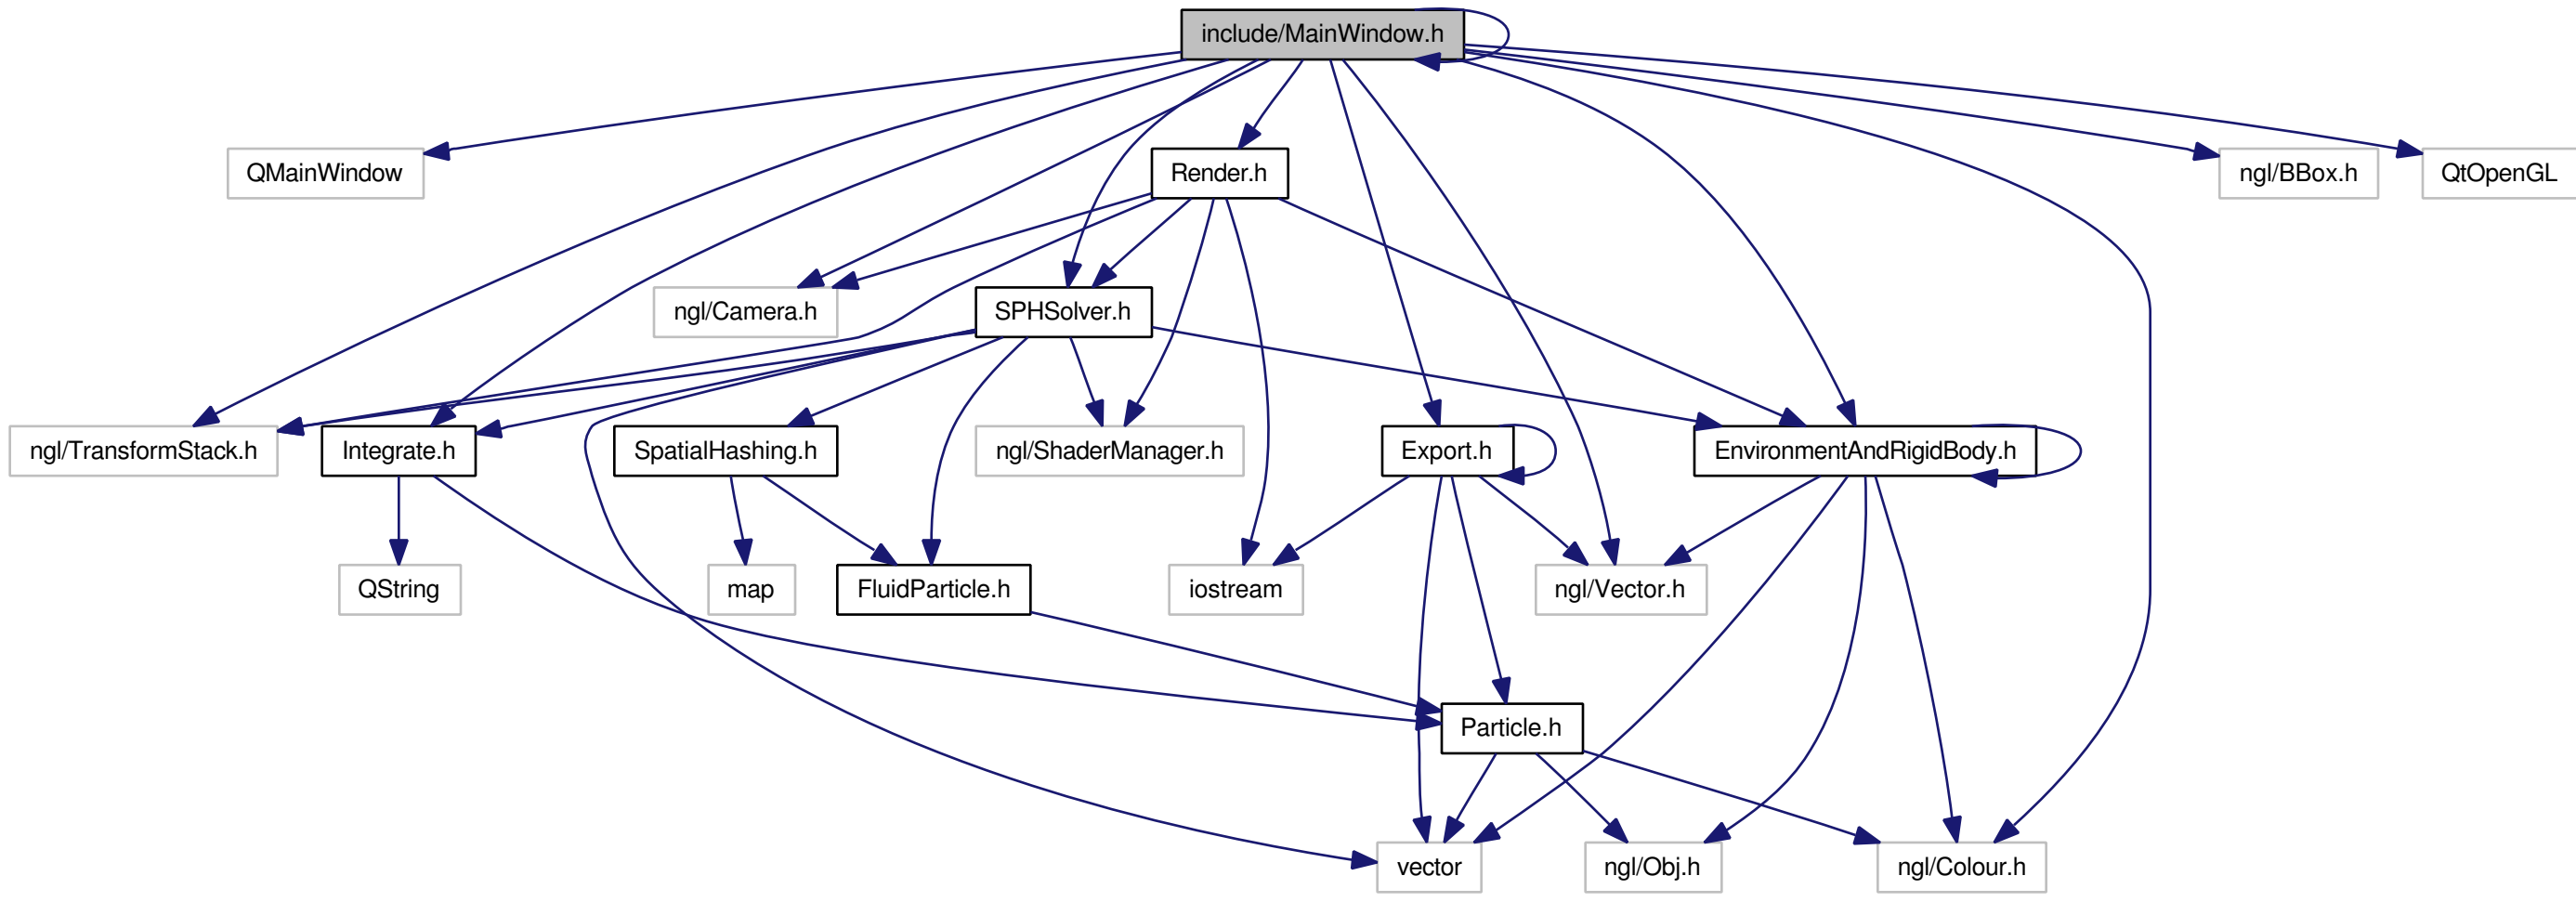 include/MainWindow.h
QMainWindow
Render.h
ngl/BBox.h
QtOpenGL
ngl/Camera.h
SPHSolver.h
ngl/TransformStack.h
Integrate.h
SpatialHashing.h
ngl/ShaderManager.h
Export.h
EnvironmentAndRigidBody.h
QString
map
FluidParticle.h
iostream
ngl/Vector.h
Particle.h
vector
ngl/Obj.h
ngl/Colour.h